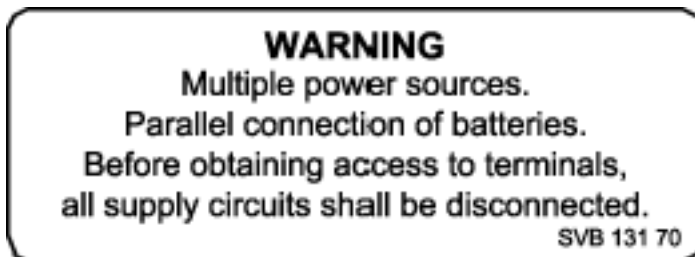 WARNING
Multiple power sources.
Parallel connection of batteries.
Before obtaining access to terminals,
all supply circuits shall be disconnected.
SVB 131 70